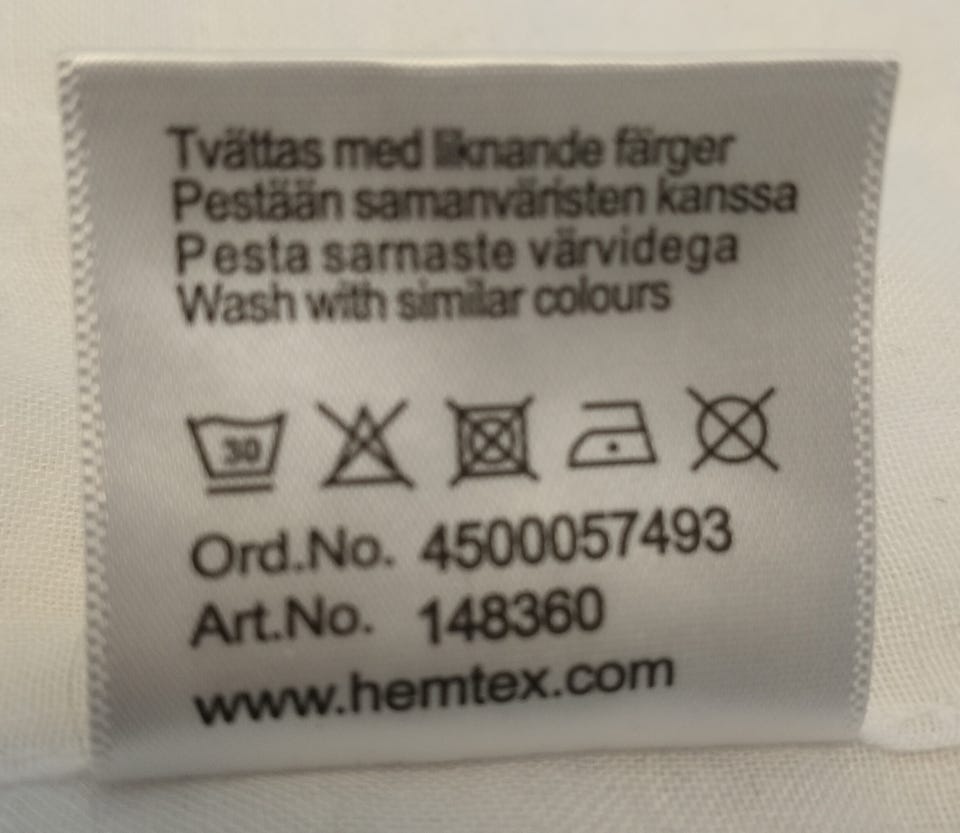 Tvättas med liknande färger
Pestään samanväristen kanssa
Pesta sarnaste värvidega
Wash with similar colours
30
Ord.No. 4500057493
Art.No. 148360
www.hemtex.com